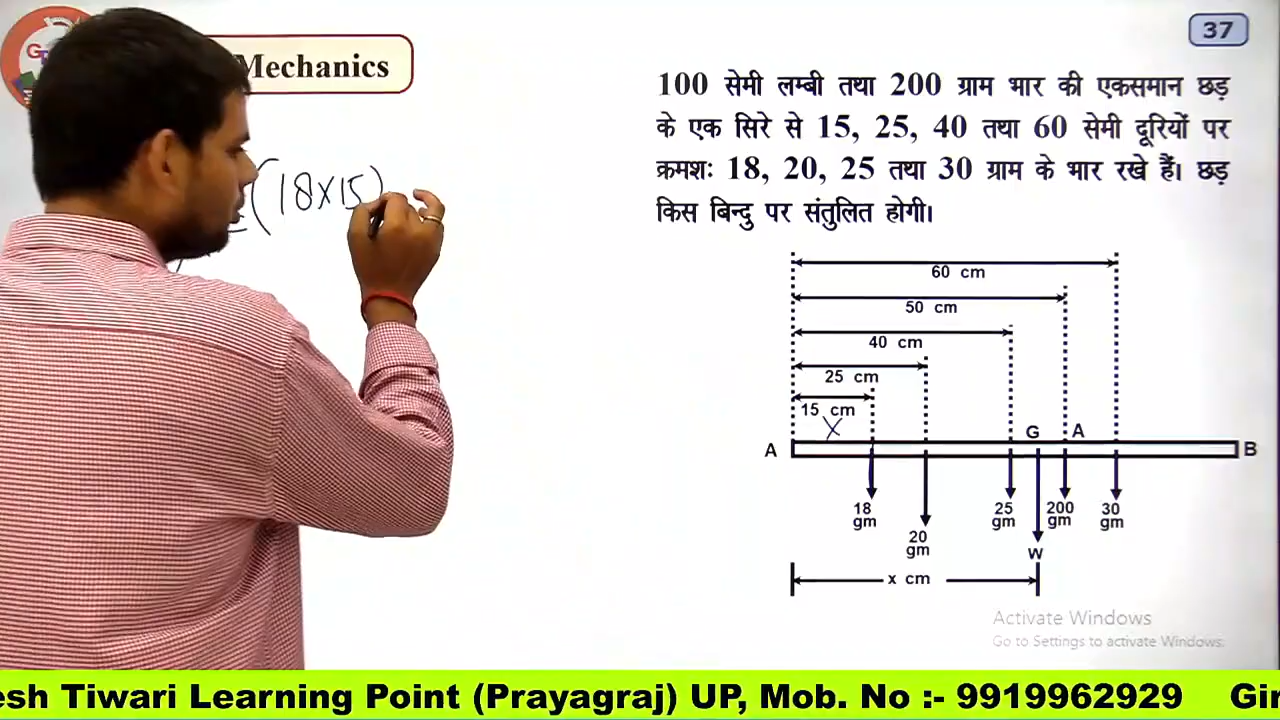 37
Mechanics
100 सेमी लम्बी तथा 200 ग्राम भार की एकसमान छड़
के एक सिरे से 15, 25, 40 तथा 60 सेमी दूरियों पर
क्रमशः 18, 20, 25 तथा 30 ग्राम के भार रखे हैं। छड़
किस बिन्दु पर संतुलित होगी।
(18×15)
60 cm
50 cm
40 cm
25 cm
15 cm
X
A
G A
B
18
gm
20
gm
25
gm
200
gm
30
gm
W
x cm
Activate Windows
Go to Settings to activate Windows.
esh Tiwari Learning Point (Prayagraj) UP, Mob. No :- 9919962929 Gir